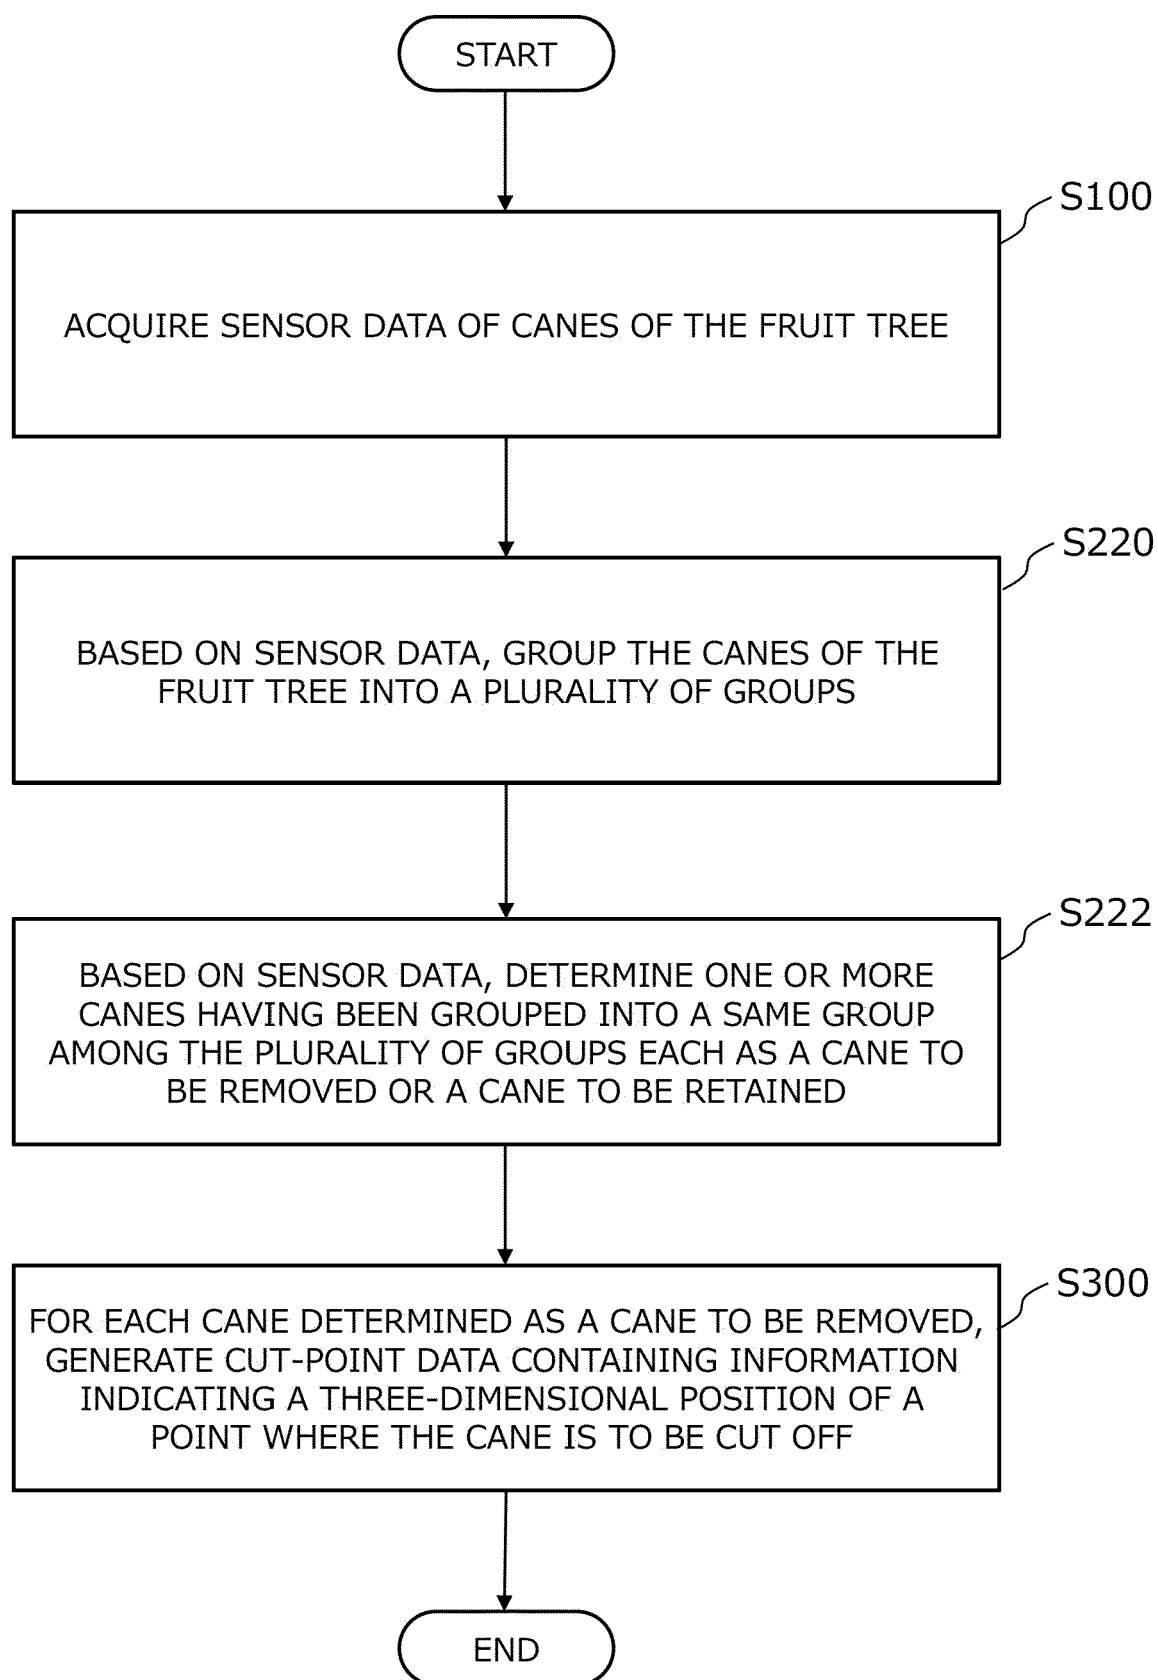 START
S100
ACQUIRE SENSOR DATA OF CANES OF THE FRUIT TREE
S220
BASED ON SENSOR DATA, GROUP THE CANES OF THE
FRUIT TREE INTO A PLURALITY OF GROUPS
S222
BASED ON SENSOR DATA, DETERMINE ONE OR MORE
CANES HAVING BEEN GROUPED INTO A SAME GROUP
AMONG THE PLURALITY OF GROUPS EACH AS A CANE TO
BE REMOVED OR A CANE TO BE RETAINED
S300
FOR EACH CANE DETERMINED AS A CANE TO BE REMOVED,
GENERATE CUT-POINT DATA CONTAINING INFORMATION
INDICATING A THREE-DIMENSIONAL POSITION OF A
POINT WHERE THE CANE IS TO BE CUT OFF
END